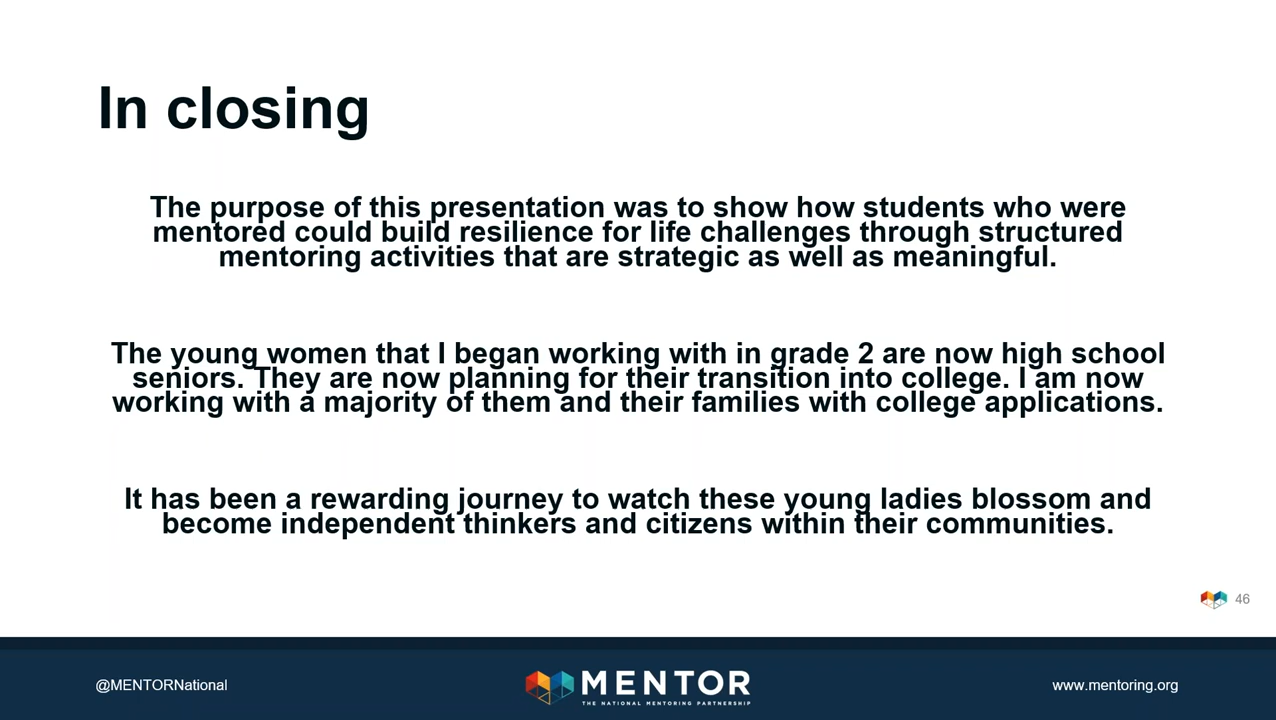 In closing
The purpose of this presentation was to show how students who were
mentored could build resilience for life challenges through structured
mentoring activities that are strategic as well as meaningful.
The young women that I began working with in grade 2 are now high school
seniors. They are now planning for their transition into college. I am now
working with a majority of them and their families with college applications.
It has been a rewarding journey to watch these young ladies blossom and
become independent thinkers and citizens within their communities.
46
@MENTORNational
MENTOR
THE NATIONAL MENTORING PARTNERSHIP
www.mentoring.org